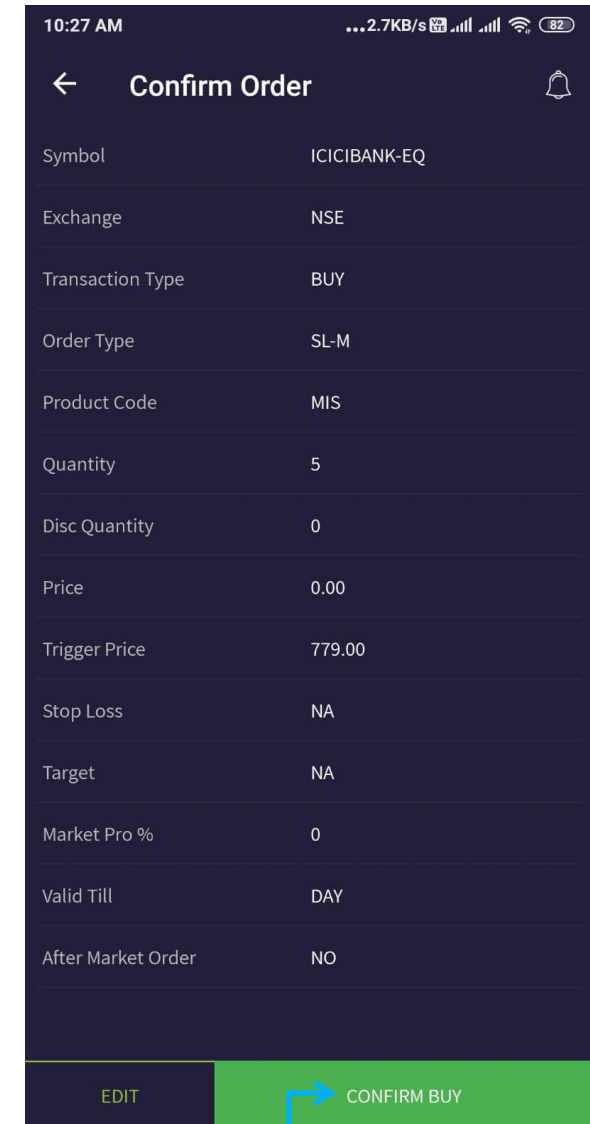 10:27 AM ...2.7KB/s Vo LTE 82
Confirm Order
Symbol ICICIBANK-EQ
Exchange NSE
Transaction Type BUY
Order Type SL-M
Product Code MIS
Quantity 5
Disc Quantity 0
Price 0.00
Trigger Price 779.00
Stop Loss NA
Target NA
Market Pro % 0
Valid Till DAY
After Market Order NO
EDIT CONFIRM BUY